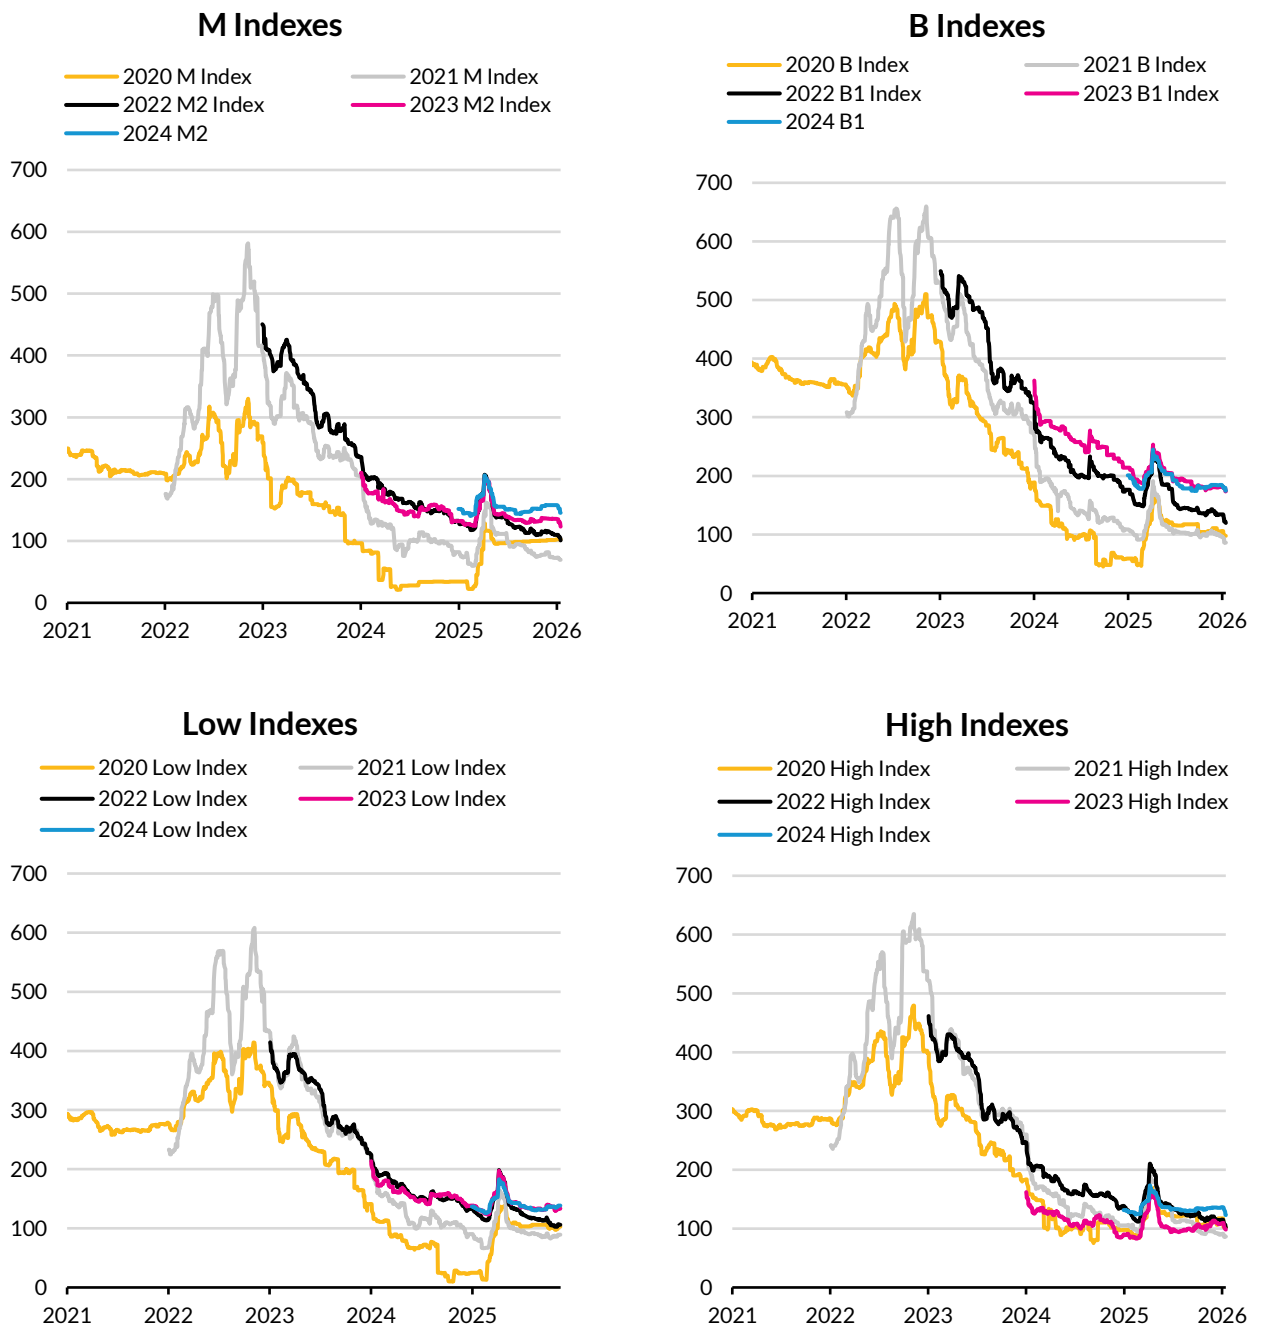 M Indexes
2020 M Index
2021 M Index
2022 M2 Index
2023 M2 Index
2024 M2
700
600
500
400
300
200
100
0
2021 2022 2023 2024 2025 2026
B Indexes
2020 B Index
2021 B Index
2022 B1 Index
2023 B1 Index
2024 B1
700
600
500
400
300
200
100
0
2021 2022 2023 2024 2025 2026
Low Indexes
2020 Low Index
2021 Low Index
2022 Low Index
2023 Low Index
2024 Low Index
700
600
500
400
300
200
100
0
2021 2022 2023 2024 2025
High Indexes
2020 High Index
2021 High Index
2022 High Index
2023 High Index
2024 High Index
700
600
500
400
300
200
100
0
2021 2022 2023 2024 2025 2026